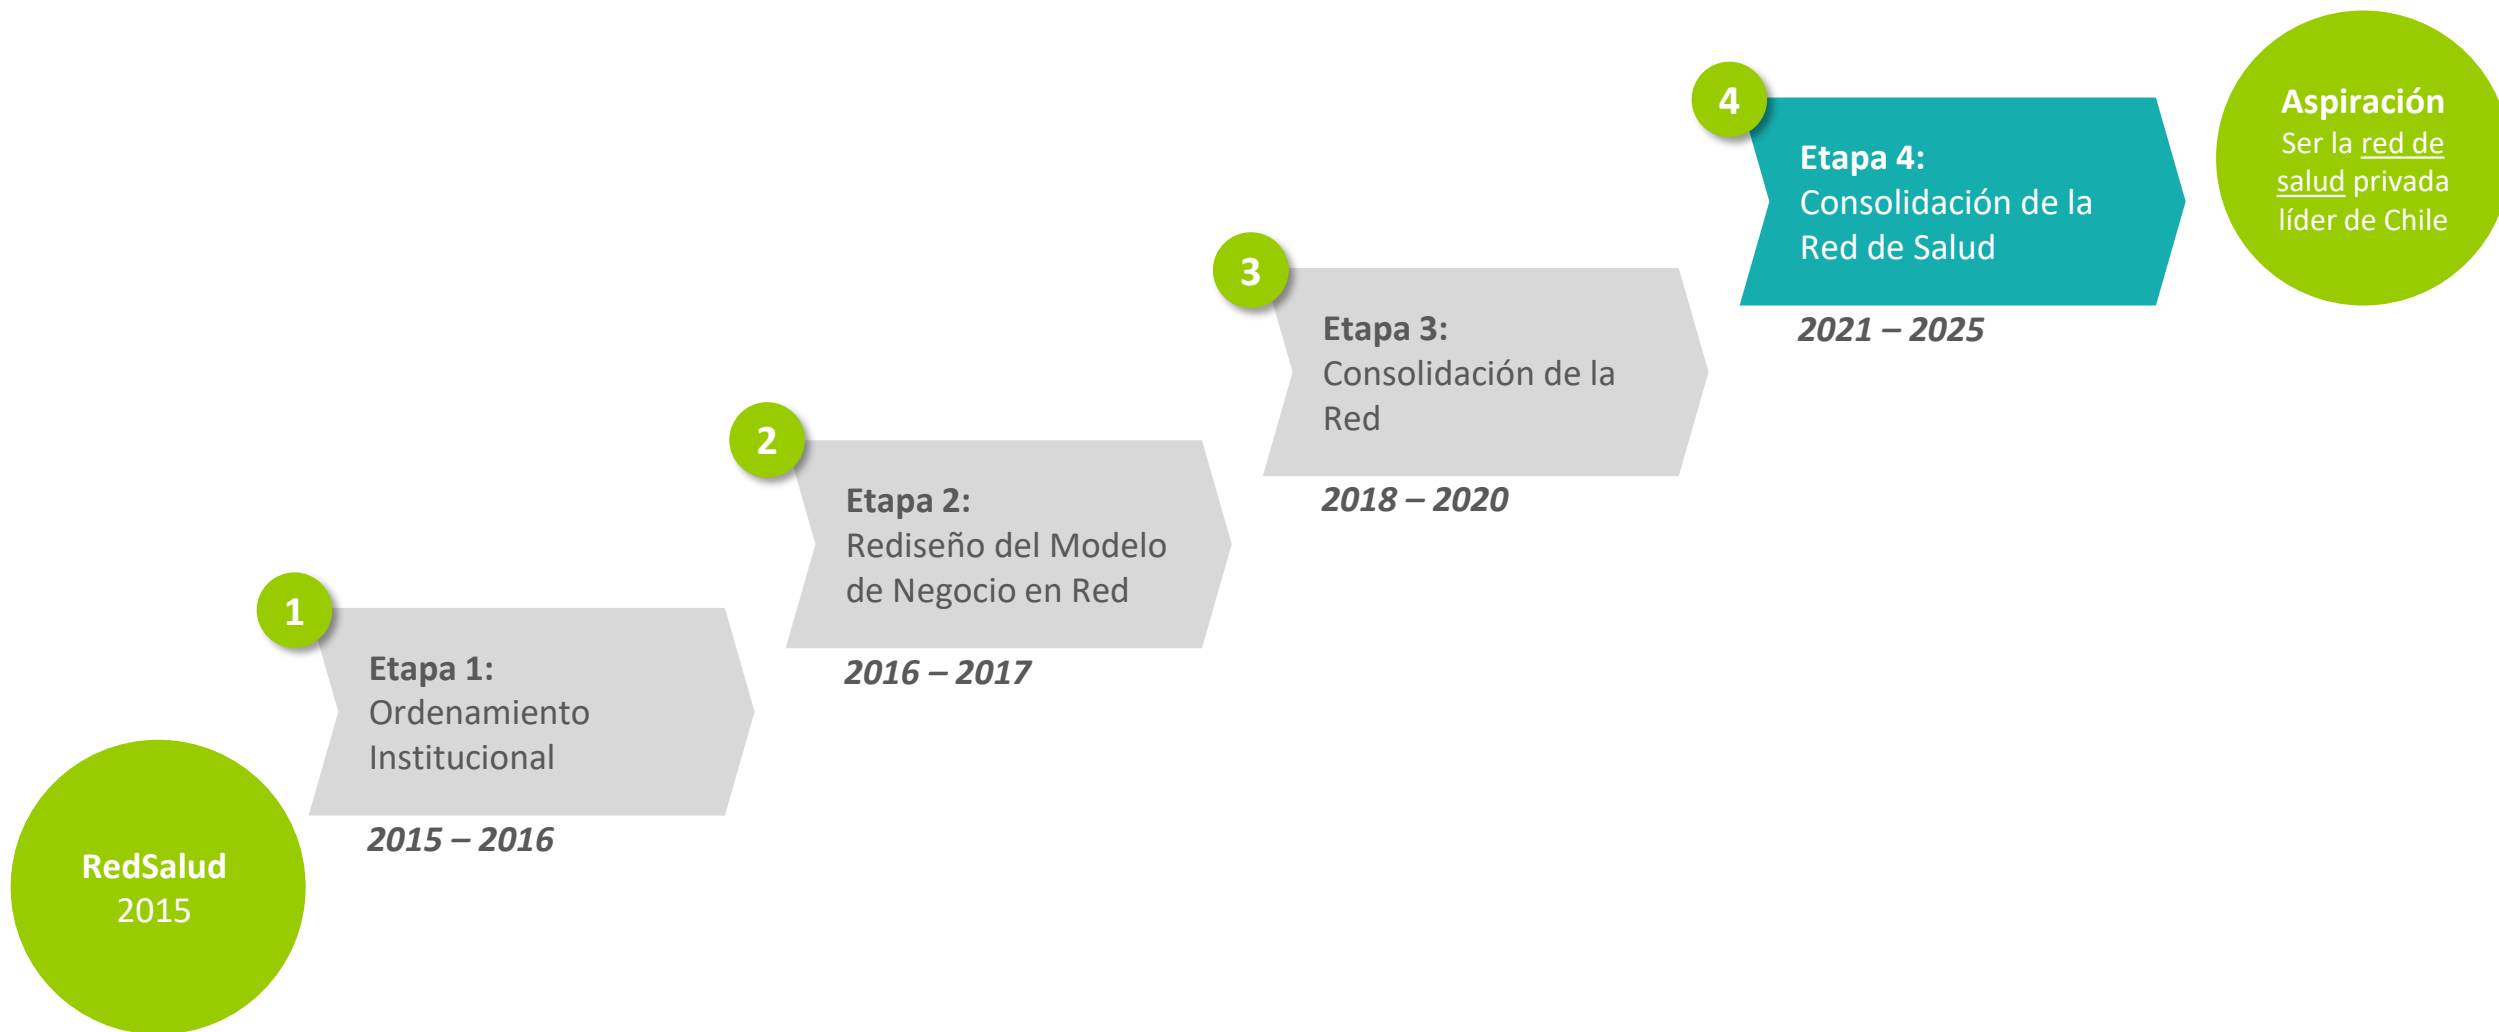 RedSalud
2015
1
Etapa 1:
Ordenamiento
Institucional
2015 – 2016
2
Etapa 2:
Rediseño del Modelo
de Negocio en Red
2016 – 2017
3
Etapa 3:
Consolidación de la
Red
2018 – 2020
4
Etapa 4:
Consolidación de la
Red de Salud
2021 – 2025
Aspiración
Ser la red de
salud privada
líder de Chile